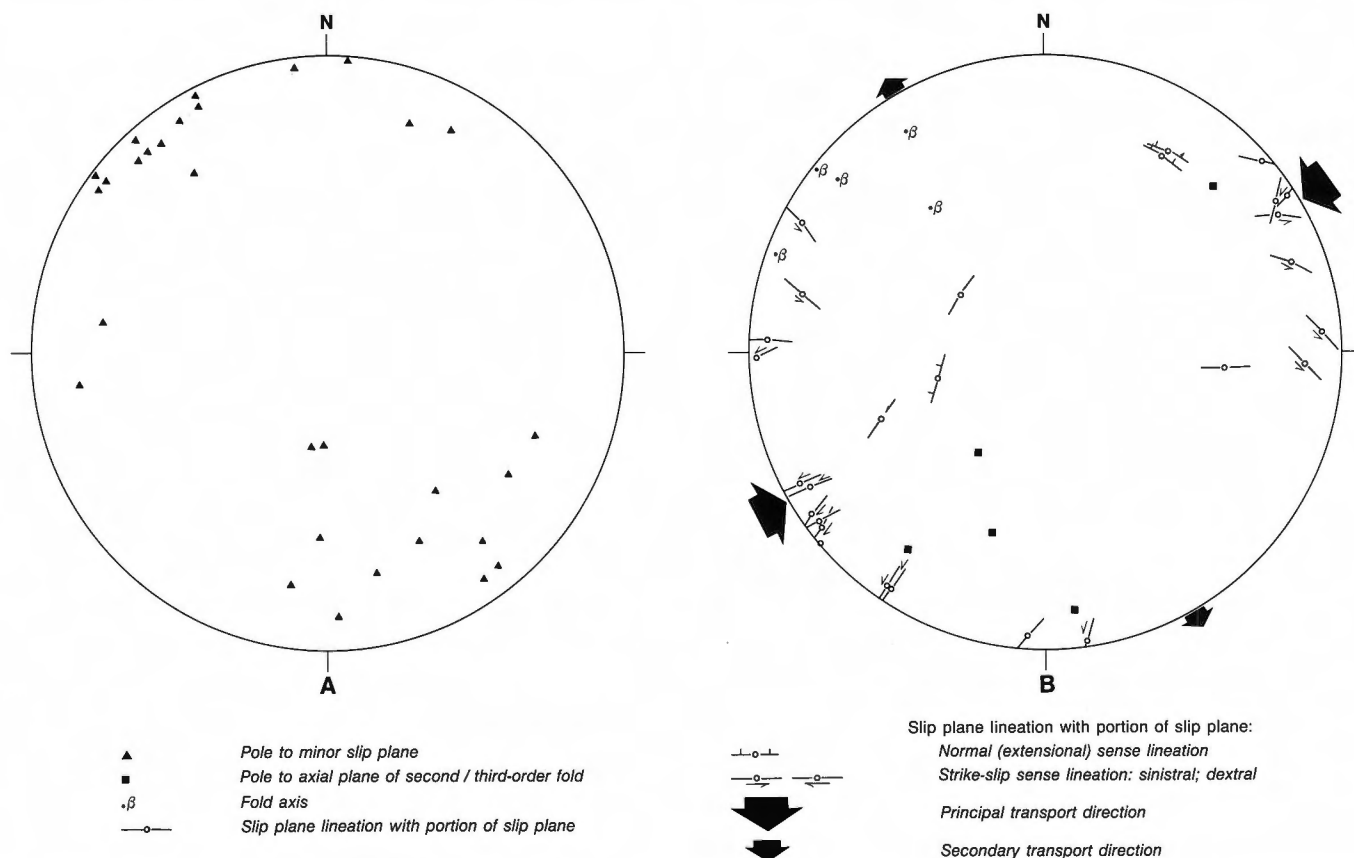 N
N
β
β
β
β
β
A
B
Pole to minor slip plane
Pole to axial plane of second / third-order fold
Fold axis
.β
Slip plane lineation with portion of slip plane
Slip plane lineation with portion of slip plane:
Normal (extensional) sense lineation
Strike-slip sense lineation: sinistral; dextral
Principal transport direction
Secondary transport direction